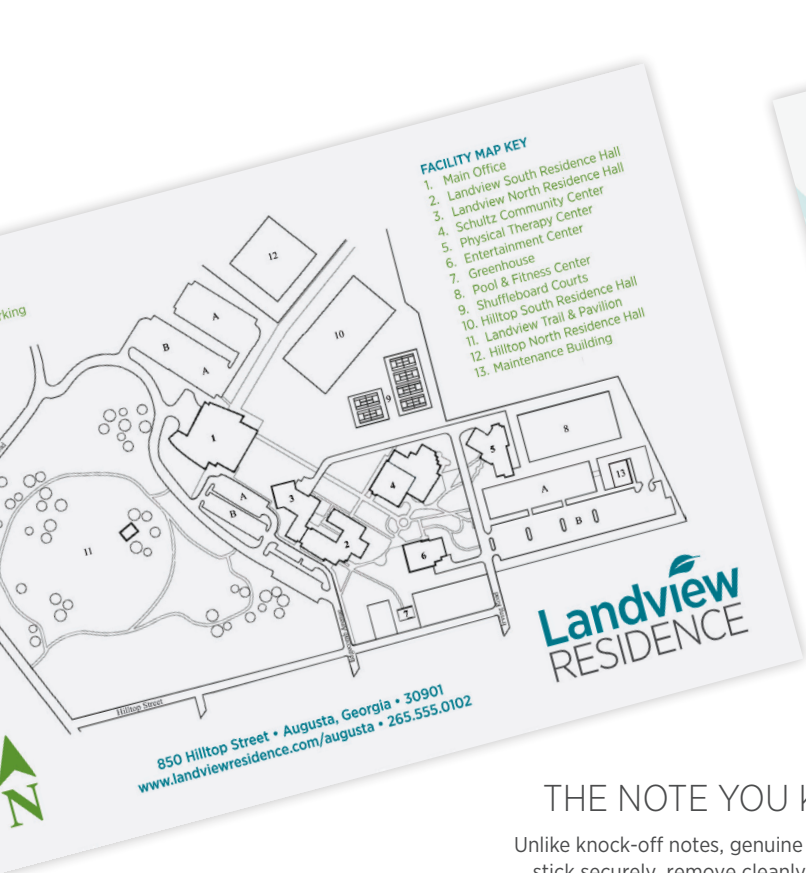 FACILITY MAP KEY
1. Main Office
2. Landview South Residence Hall
3. Landview North Residence Hall
4. Schultz Community Center
5. Physical Therapy Center
6. Entertainment Center
7. Greenhouse
8. Pool & Fitness Center
9. Shuffleboard Courts
10. Hilltop South Residence Hall
11. Landview Trail & Pavilion
12. Hilltop North Residence Hall
13. Maintenance Building
rking
12
A
B
A
10
9
8
1
5
4
13
A
3
A
B
B
2
6
11
7
Hilltop Street
Landview
RESIDENCE
850 Hilltop Street • Augusta, Georgia • 30901
www.landviewresidence.com/augusta • 265.555.0102
N
THE NOTE YOU
Unlike knock-off notes, genuine
stick securely, remove cleanly